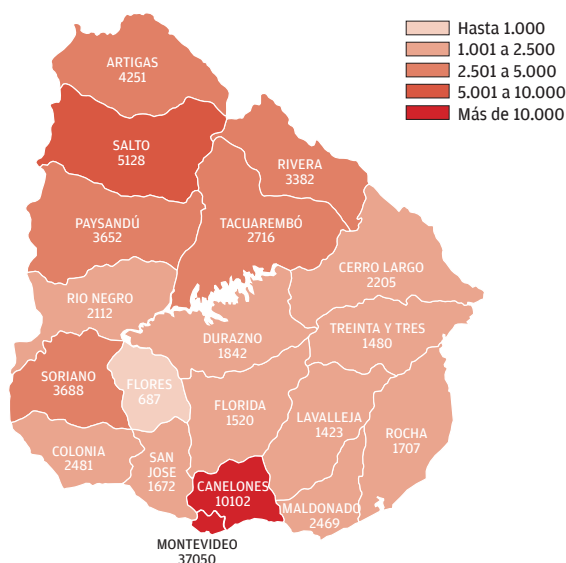 Hasta 1.000
1.001 a 2.500
2.501 a 5.000
5.001 a 10.000
Más de 10.000
ARTIGAS
4251
SALTO
5128
RIVERA
3382
PAYSANDÚ
3652
TACUAREMBÓ
2716
CERRO LARGO
2205
RIO NEGRO
2112
DURAZNO
1842
TREINTA Y TRES
1480
SORIANO
3688
FLORES
687
FLORIDA
1520
LAVALLEJA
1423
ROCHA
1707
COLONIA
2481
SAN
JOSE
1672
CANELONES
10102
MALDONADO
2469
MONTEVIDEO
37050